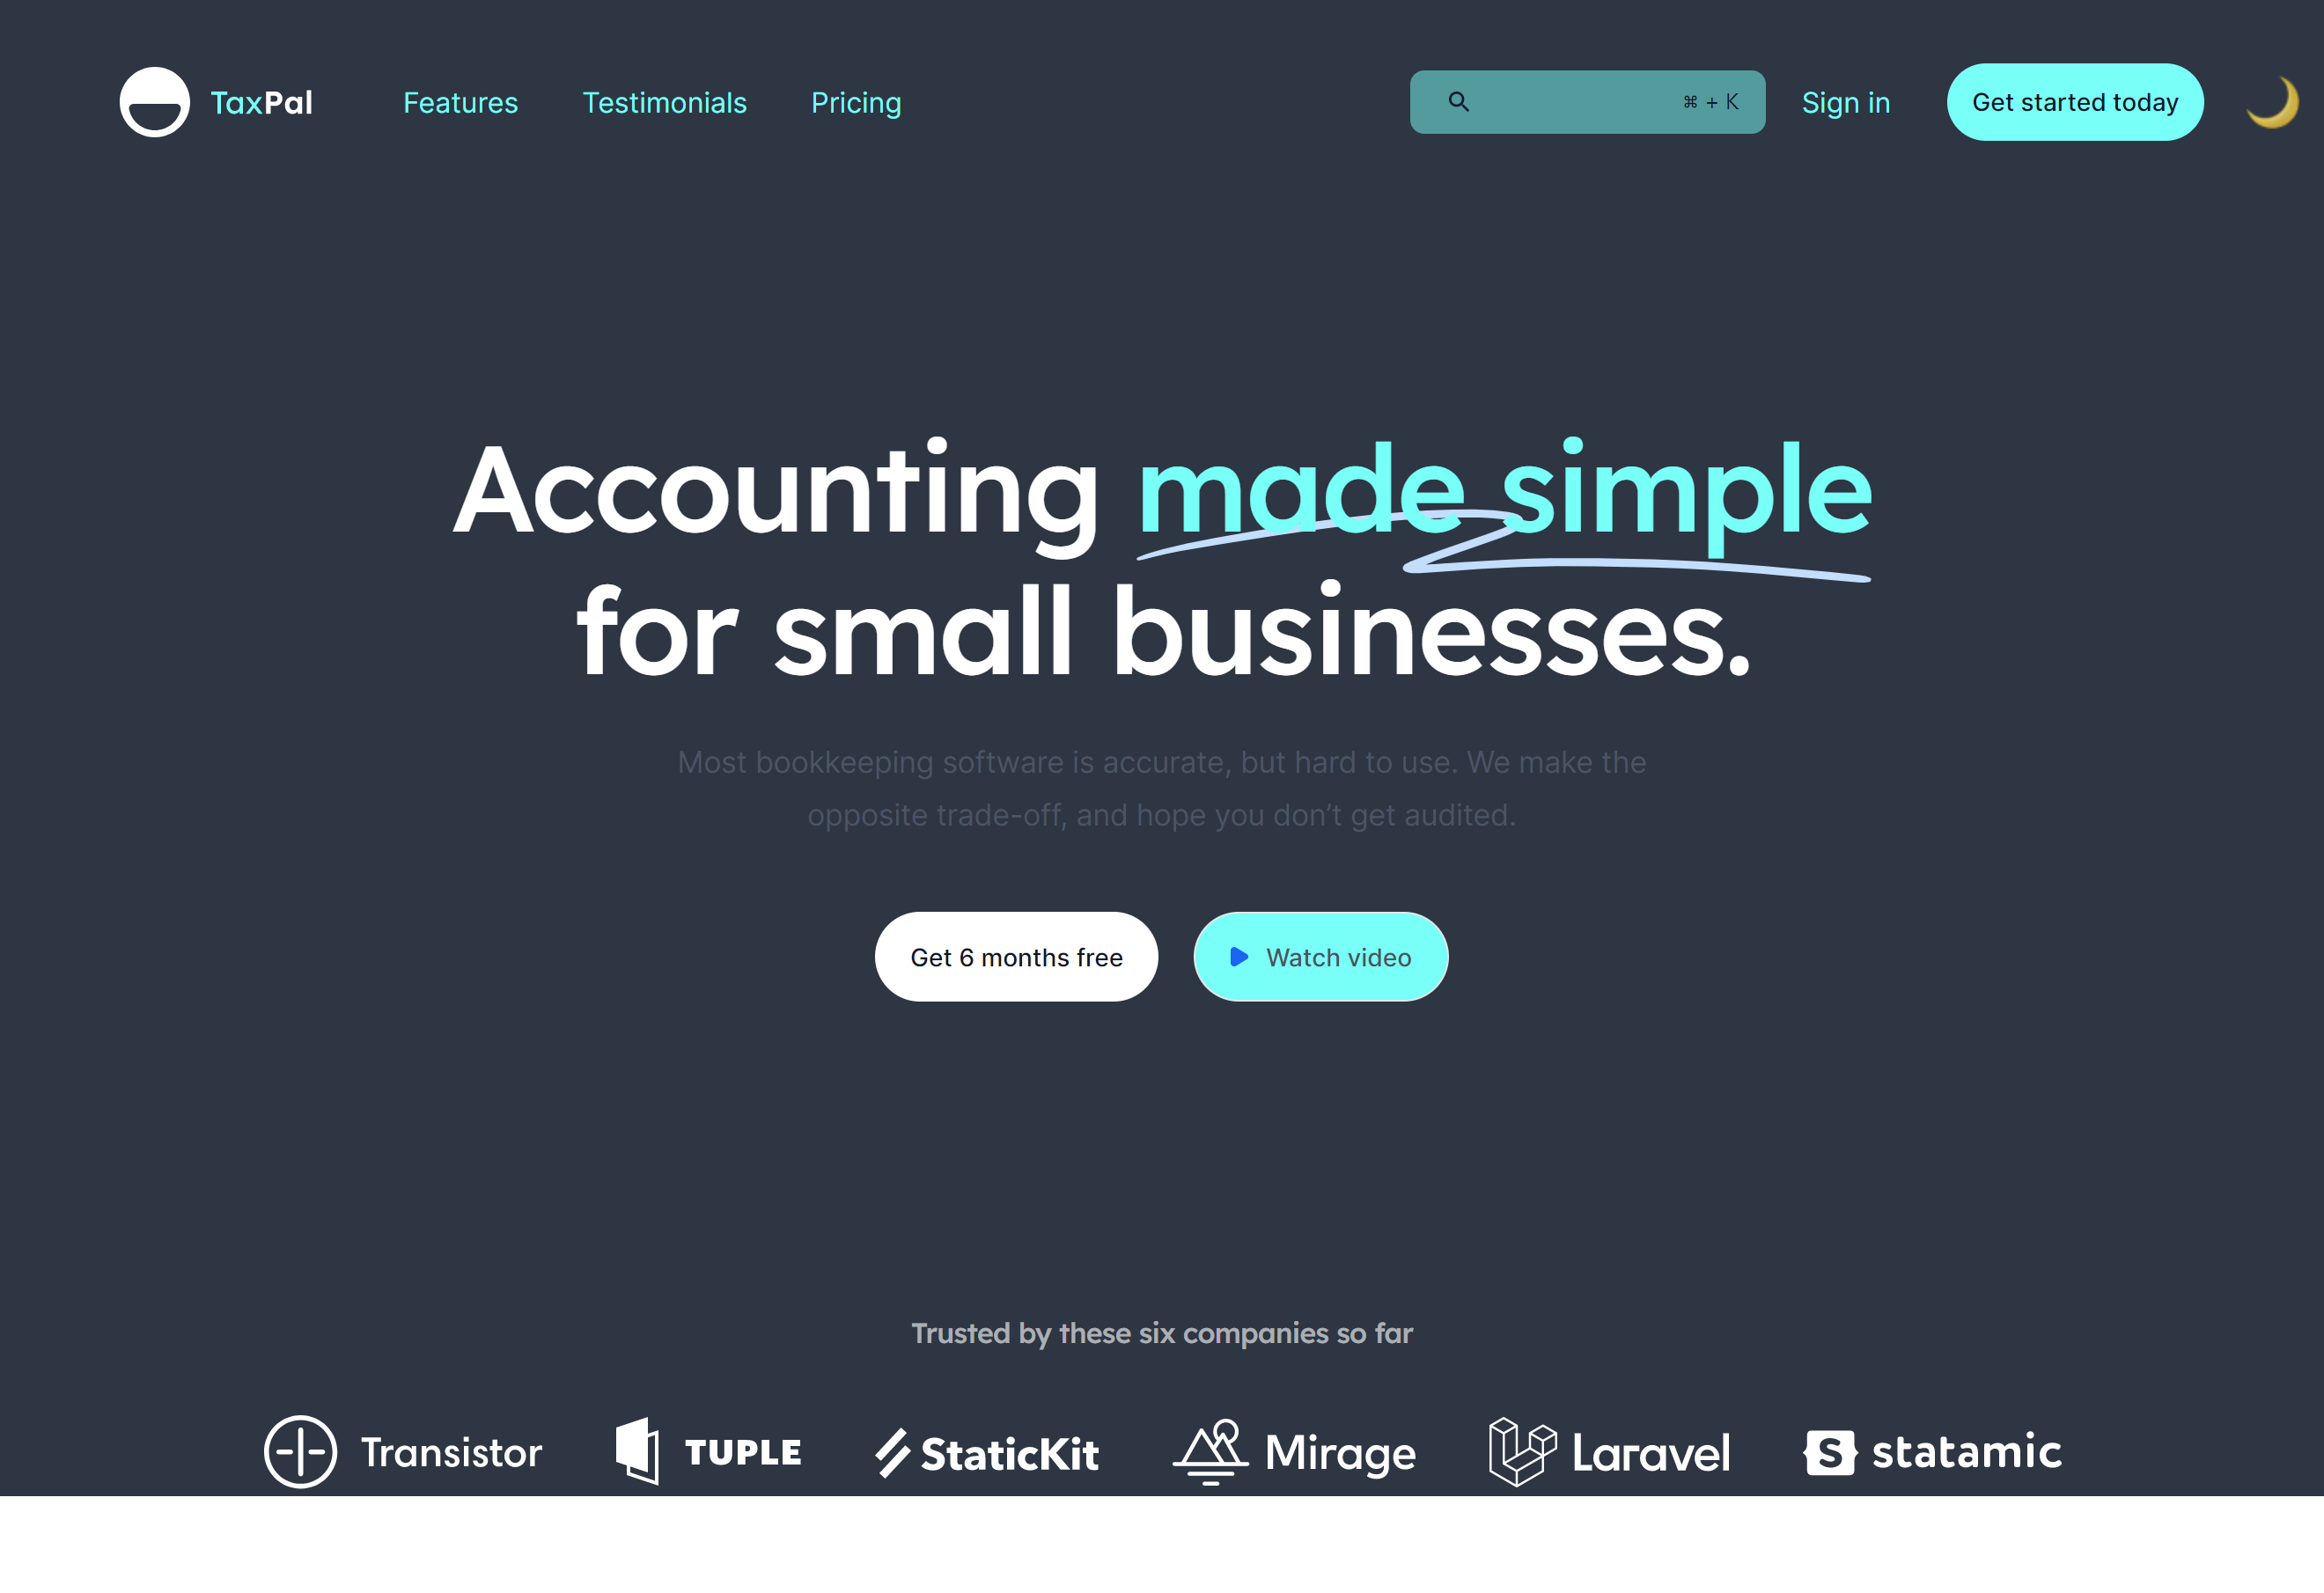 TaxPal
Features
Testimonials
Pricing
⌘ + K
Sign in
Get started today
Accounting made simple
for small businesses.
Most bookkeeping software is accurate, but hard to use. We make the
opposite trade-off, and hope you don’t get audited.
Get 6 months free
Watch video
Trusted by these six companies so far
Transistor
TUPLE
StaticKit
Mirage
Laravel
S statamic